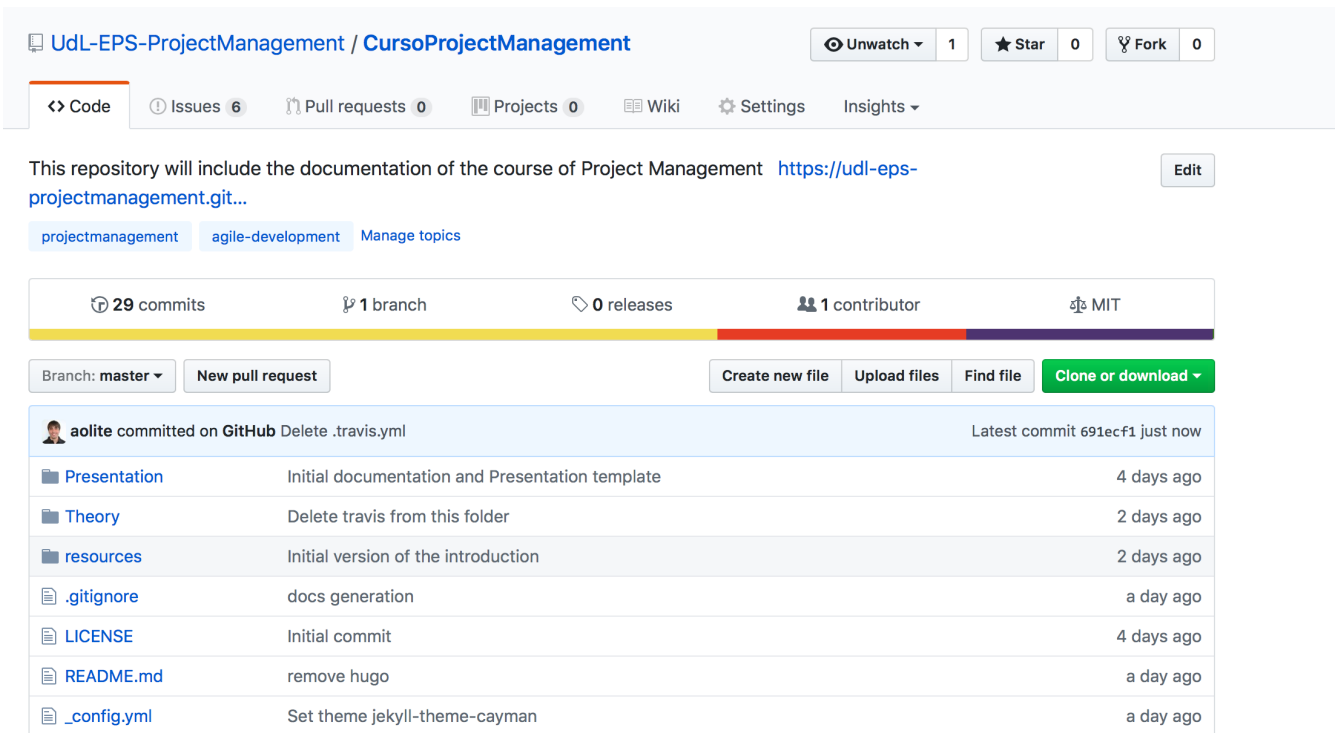 UdL-EPS-ProjectManagement / CursoProjectManagement Unwatch 1 Star 0 Fork 0
<> Code Issues 6 Pull requests 0 Projects 0 Wiki Settings Insights
This repository will include the documentation of the course of Project Management https://udl-eps-
projectmanagement.git... Edit
projectmanagement agile-development Manage topics
29 commits 1 branch 0 releases 1 contributor MIT
Branch: master New pull request Create new file Upload files Find file Clone or download
aolite committed on GitHub Delete .travis.yml Latest commit 691ecf1 just now
Presentation Initial documentation and Presentation template 4 days ago
Theory Delete travis from this folder 2 days ago
resources Initial version of the introduction 2 days ago
.gitignore docs generation a day ago
LICENSE Initial commit 4 days ago
README.md remove hugo a day ago
_config.yml Set theme jekyll-theme-cayman a day ago